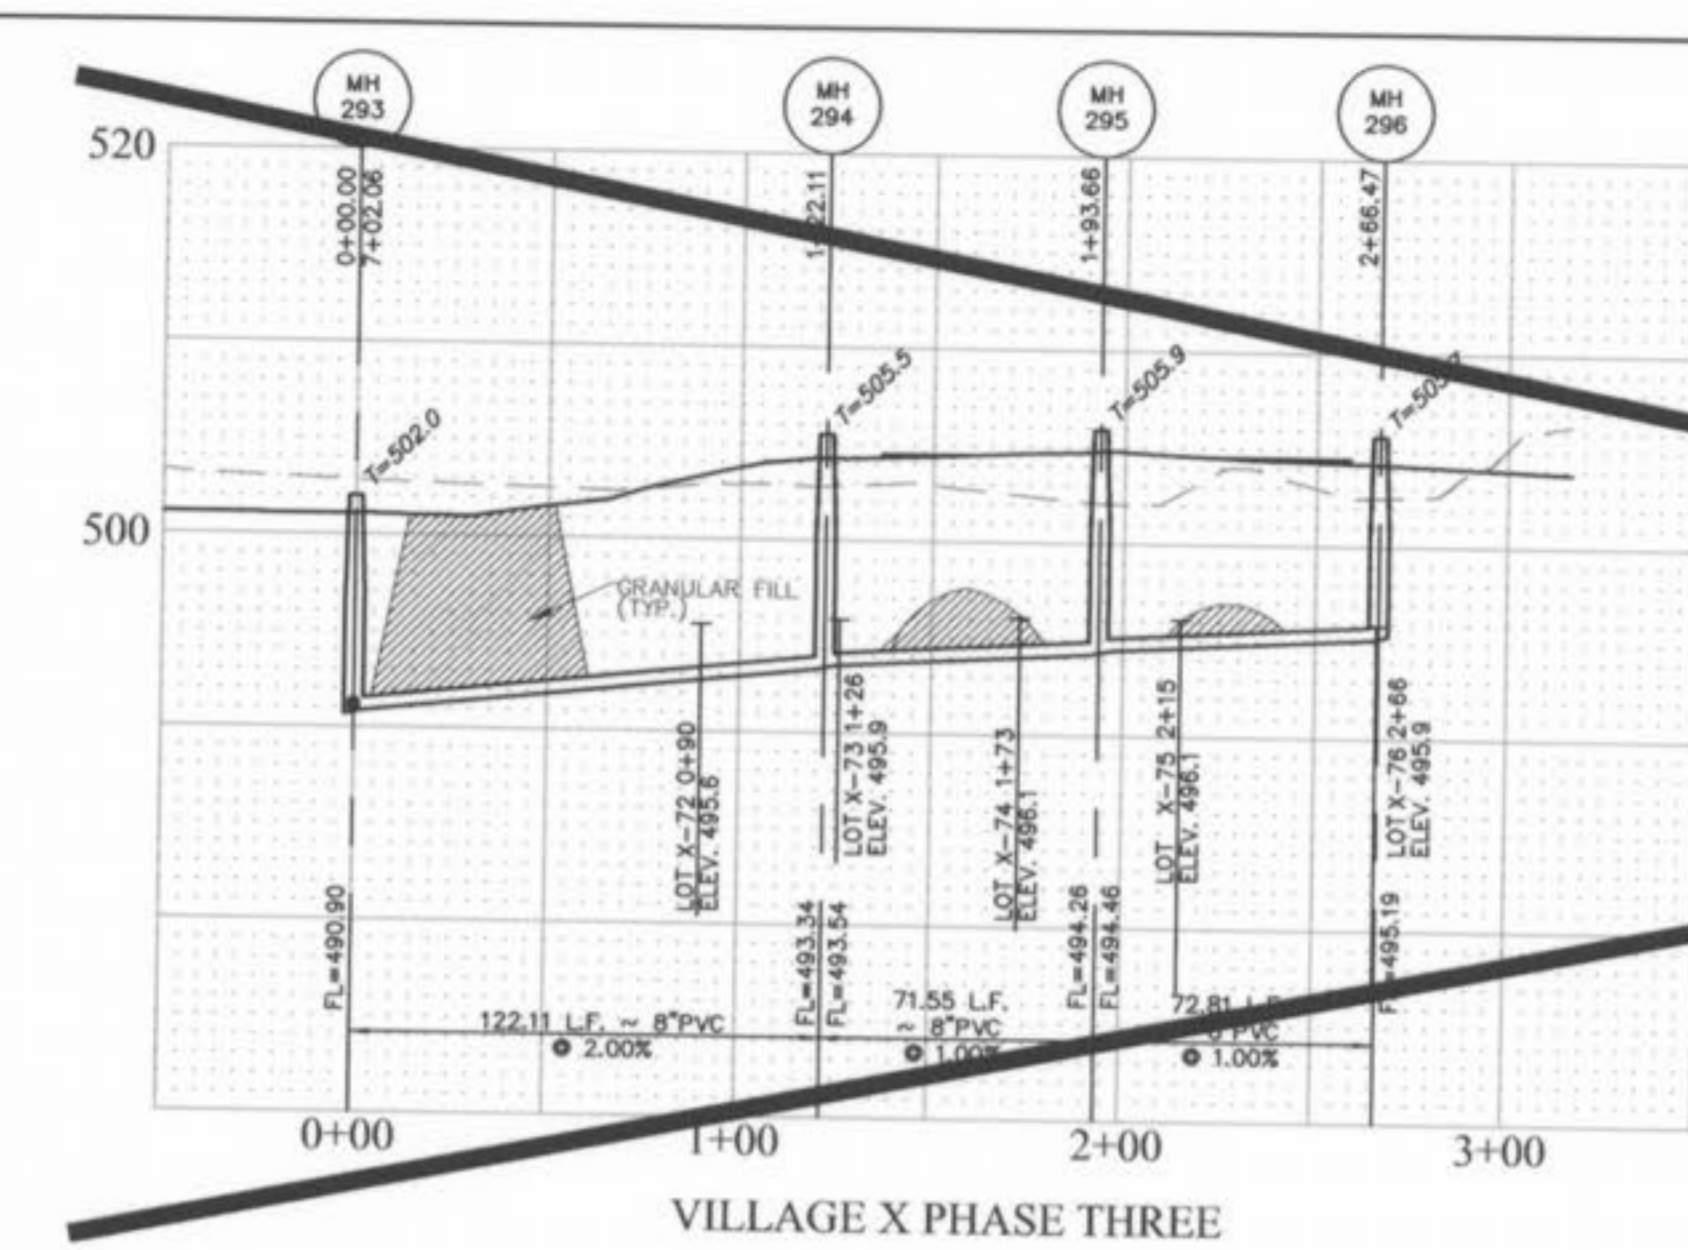 MH
293
MH
294
MH
295
MH
296
520
0+00.00
7+02.06
1+22.11
1+93.66
2+66.47
T=502.0
T=505.5
T=505.9
500
GRANULAR FILL
(TYP.)
LOT X-72 0+90
ELEV. 495.6
LOT X-73 1+26
ELEV. 495.9
LOT X-74 1+73
ELEV. 496.1
LOT X-75 2+15
ELEV. 496.1
LOT X-76 2+66
ELEV. 495.9
FL=490.90
FL=493.34
FL=493.54
FL=494.26
FL=494.46
FL=495.19
122.11 L.F. ~ 8"PVC
@ 2.00%
71.55 L.F.
~ 8"PVC
@ 1.00%
72.81 L.F.
8"PVC
@ 1.00%
0+00
1+00
2+00
3+00
VILLAGE X PHASE THREE